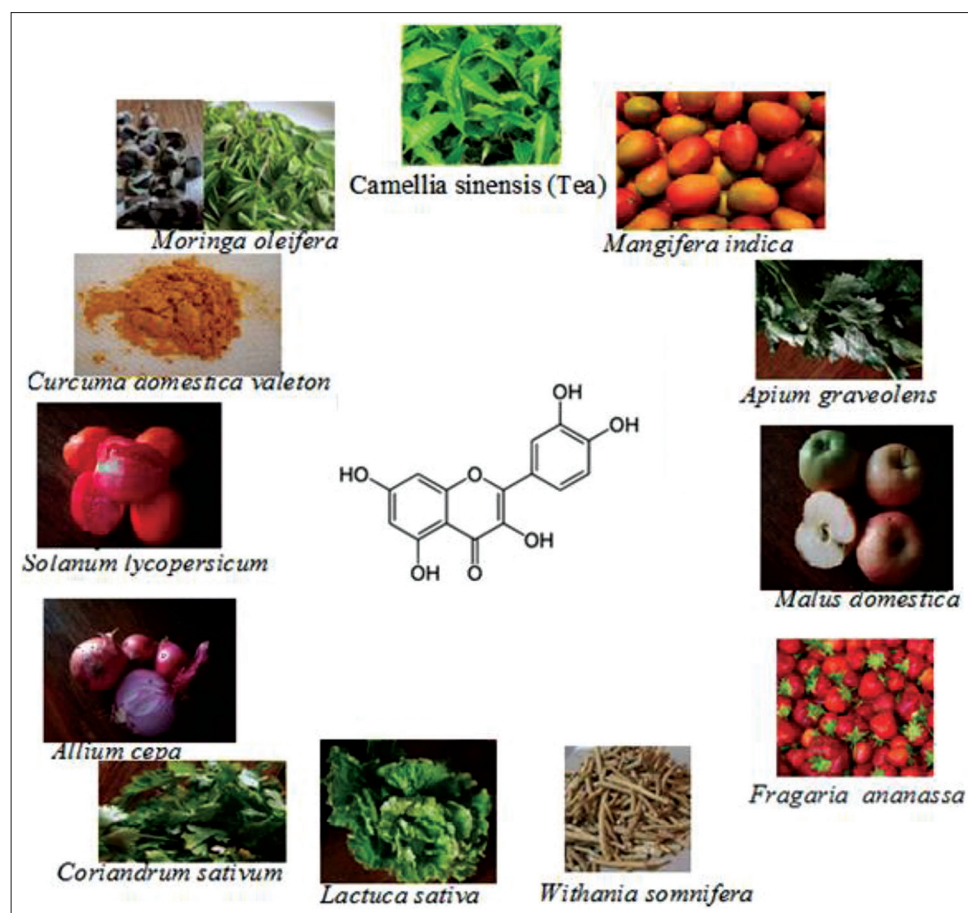 Camellia sinensis (Tea)
Moringa oleifera
Mangifera indica
Curcuma domestica valeton
Apium graveolens
OH
OH
HO
O
OH
OH
O
Solanum lycopersicum
Malus domestica
Allium cepa
Fragaria ananassa
Coriandrum sativum
Lactuca sativa
Withania somnifera